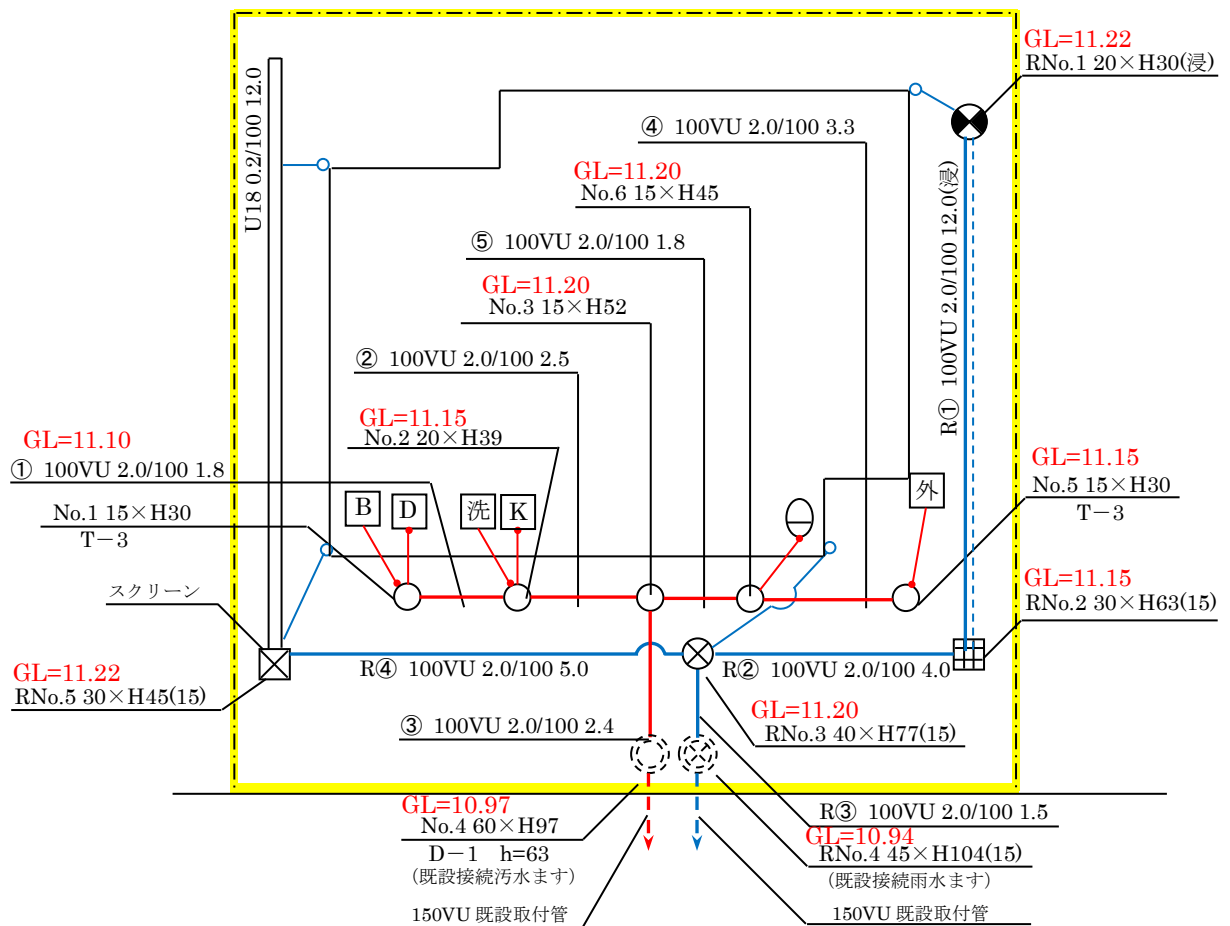 GL=11.22
RNo.1 20×H30(浸)
U18 0.2/100 12.0
④ 100VU 2.0/100 3.3
GL=11.20
No.6 15×H45
R① 100VU 2.0/100 12.0(浸)
⑤ 100VU 2.0/100 1.8
GL=11.20
No.3 15×H52
② 100VU 2.0/100 2.5
GL=11.15
No.2 20×H39
GL=11.10
① 100VU 2.0/100 1.8
GL=11.15
No.5 15×H30
T−3
No.1 15×H30
T−3
B
D
洗
K
外
スクリーン
GL=11.15
RNo.2 30×H63(15)
GL=11.22
RNo.5 30×H45(15)
R④ 100VU 2.0/100 5.0
R② 100VU 2.0/100 4.0
GL=11.20
RNo.3 40×H77(15)
③ 100VU 2.0/100 2.4
GL=10.97
No.4 60×H97
D−1 h=63
(既設接続汚水ます)
150VU 既設取付管
R③ 100VU 2.0/100 1.5
GL=10.94
RNo.4 45×H104(15)
(既設接続雨水ます)
150VU 既設取付管